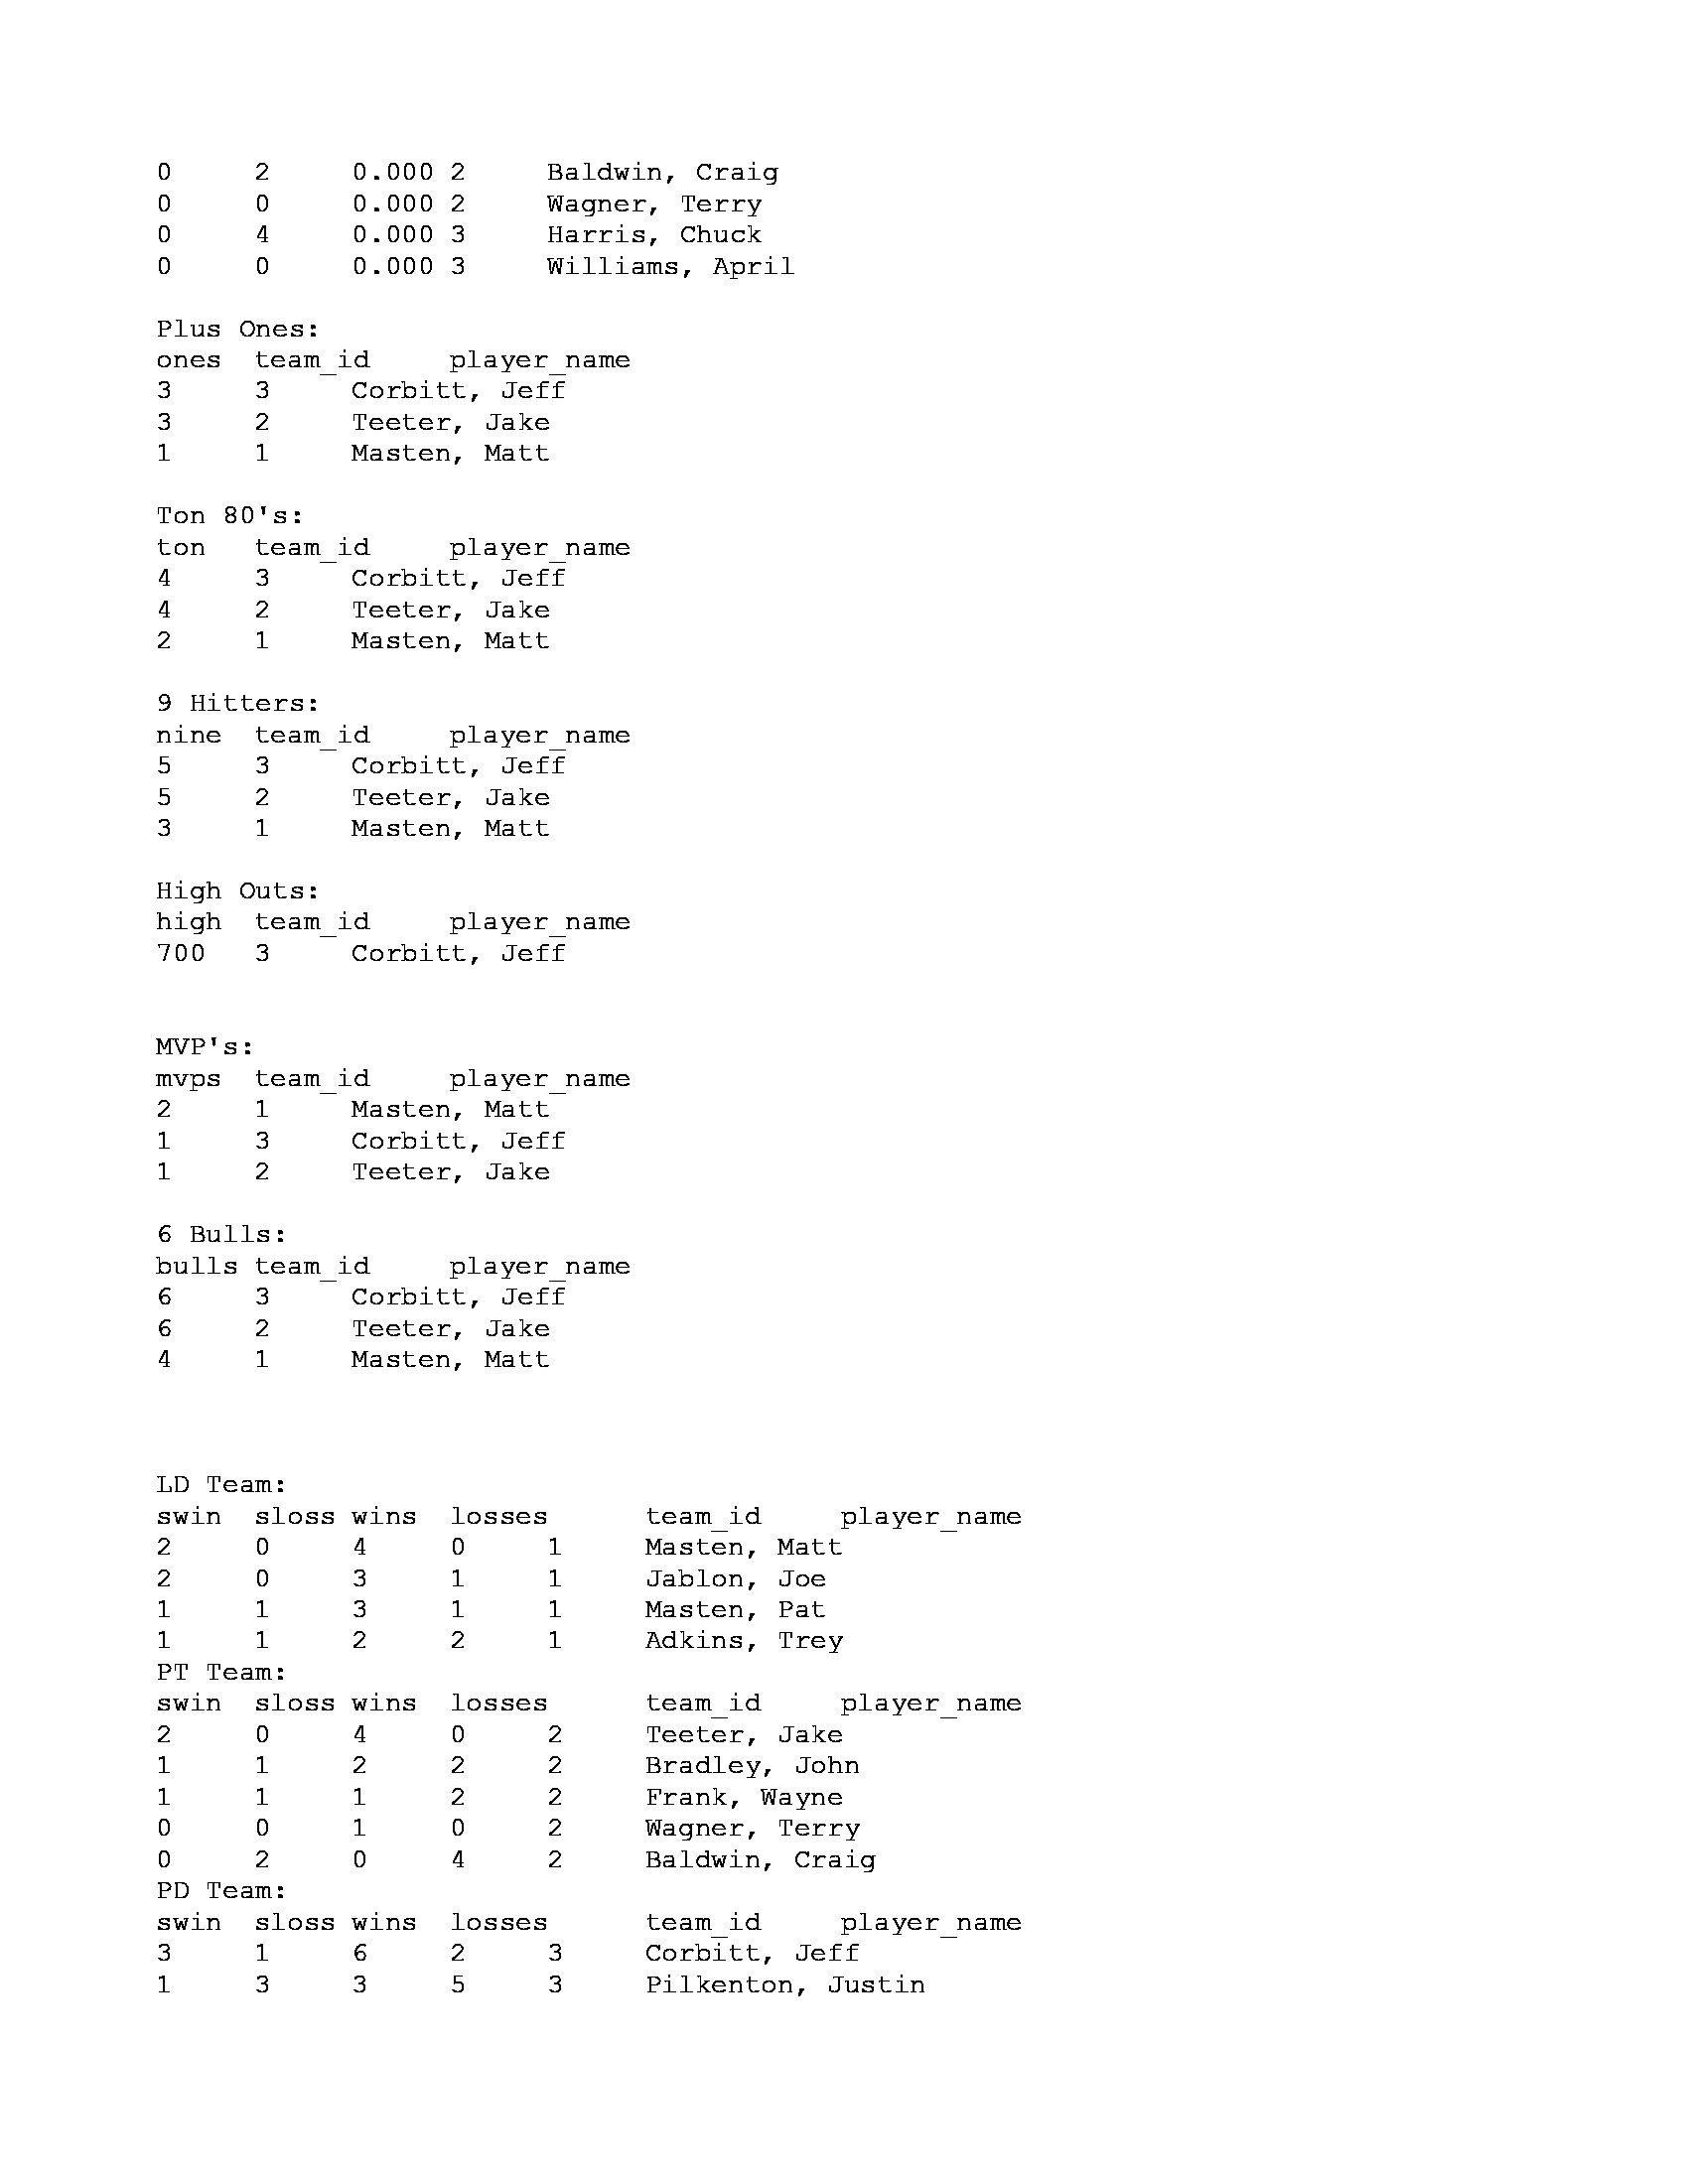 0 2 0.000 2 Baldwin, Craig
0 0 0.000 2 Wagner, Terry
0 4 0.000 3 Harris, Chuck
0 0 0.000 3 Williams, April
Plus Ones:
ones team_id player_name
3 3 Corbitt, Jeff
3 2 Teeter, Jake
1 1 Masten, Matt
Ton 80's:
ton team_id player_name
4 3 Corbitt, Jeff
4 2 Teeter, Jake
2 1 Masten, Matt
9 Hitters:
nine team_id player_name
5 3 Corbitt, Jeff
5 2 Teeter, Jake
3 1 Masten, Matt
High Outs:
high team_id player_name
700 3 Corbitt, Jeff
MVP's:
mvps team_id player_name
2 1 Masten, Matt
1 3 Corbitt, Jeff
1 2 Teeter, Jake
6 Bulls:
bulls team_id player_name
6 3 Corbitt, Jeff
6 2 Teeter, Jake
4 1 Masten, Matt
LD Team:
swin sloss wins losses team_id player_name
2 0 4 0 1 Masten, Matt
2 0 3 1 1 Jablon, Joe
1 1 3 1 1 Masten, Pat
1 1 2 2 1 Adkins, Trey
PT Team:
swin sloss wins losses team_id player_name
2 0 4 0 2 Teeter, Jake
1 1 2 2 2 Bradley, John
1 1 1 2 2 Frank, Wayne
0 0 1 0 2 Wagner, Terry
0 2 0 4 2 Baldwin, Craig
PD Team:
swin sloss wins losses team_id player_name
3 1 6 2 3 Corbitt, Jeff
1 3 3 5 3 Pilkenton, Justin